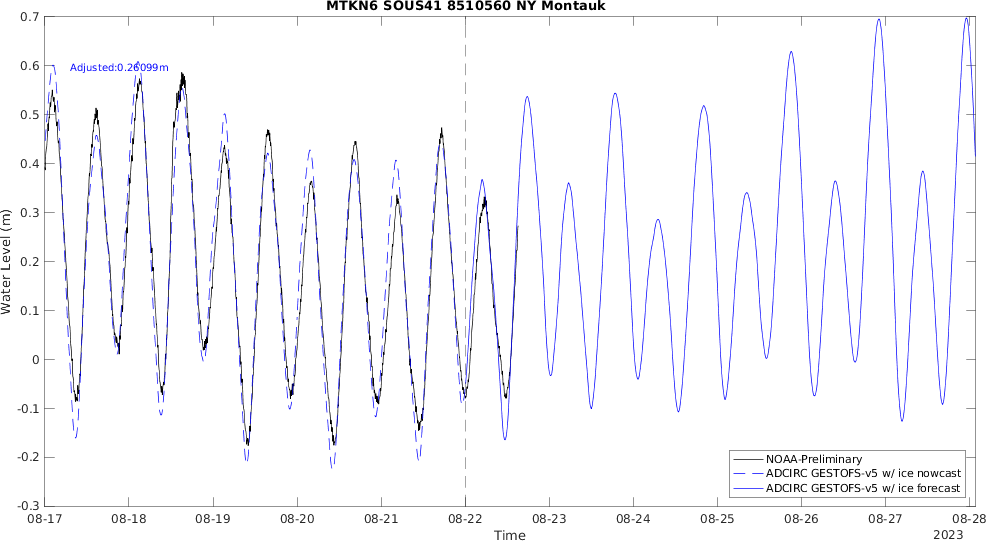 MTKN6 SOUS41 8510560 NY Montauk
Adjusted:0.26099m
Water Level (m)
0.7
0.6
0.5
0.4
0.3
0.2
0.1
0
-0.1
-0.2
-0.3
NOAA-Preliminary
ADCIRC GESTOFS-v5 w/ ice nowcast
ADCIRC GESTOFS-v5 w/ ice forecast
08-17 08-18 08-19 08-20 08-21 08-22 08-23 08-24 08-25 08-26 08-27 08-28
Time
2023